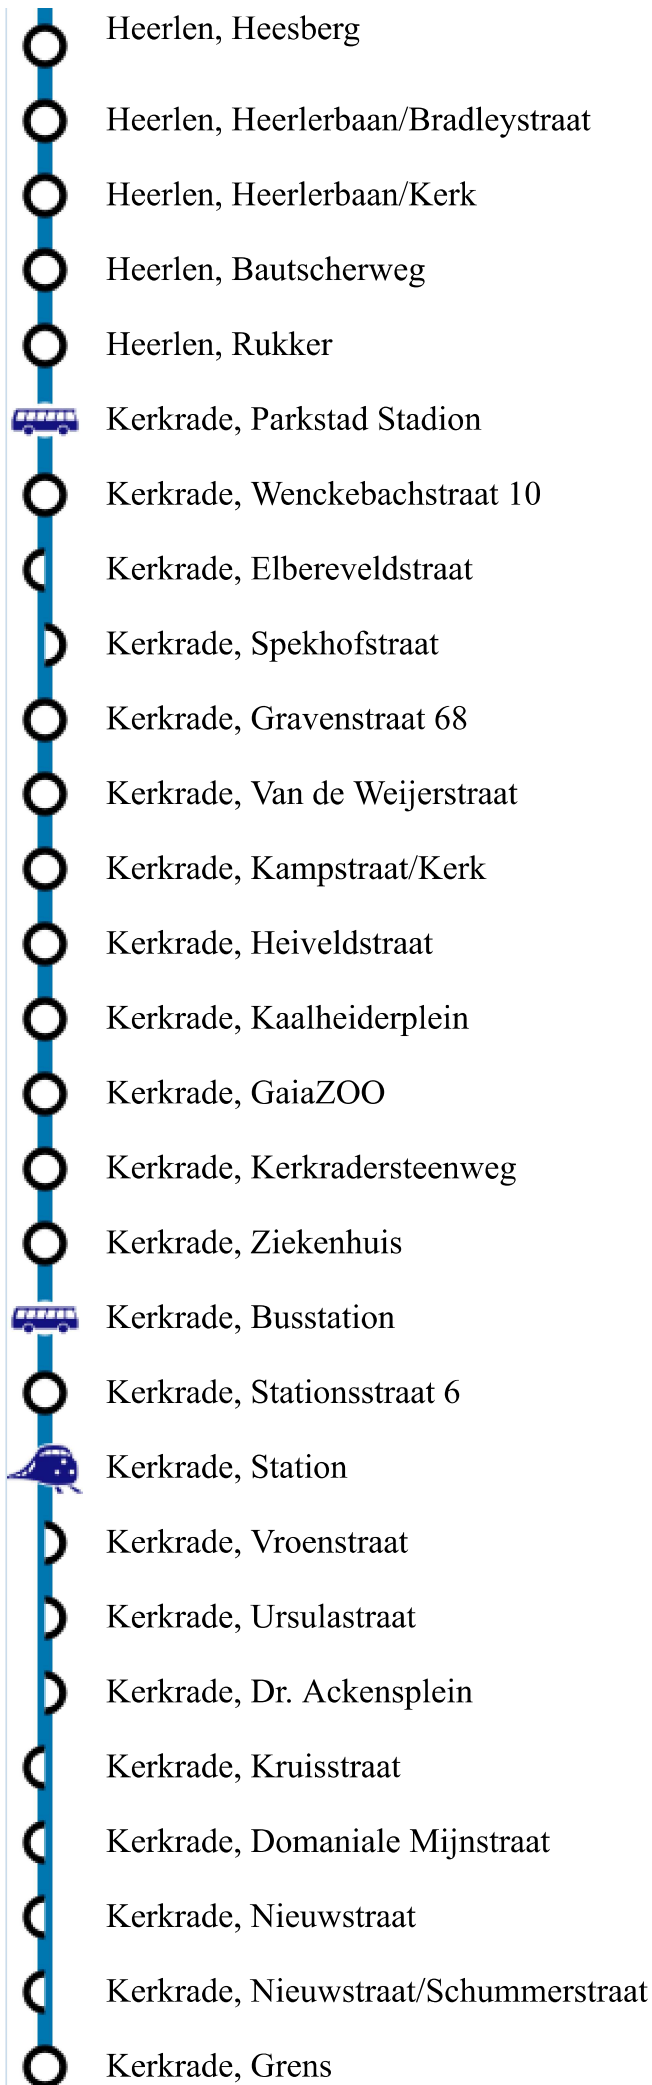 Heerlen, Heesberg
Heerlen, Heerlerbaan/Bradleystraat
Heerlen, Heerlerbaan/Kerk
Heerlen, Bautscherweg
Heerlen, Rukker
Kerkrade, Parkstad Stadion
Kerkrade, Wenckebachstraat 10
Kerkrade, Elbereveldstraat
Kerkrade, Spekhofstraat
Kerkrade, Gravenstraat 68
Kerkrade, Van de Weijerstraat
Kerkrade, Kampstraat/Kerk
Kerkrade, Heiveldstraat
Kerkrade, Kaalheiderplein
Kerkrade, GaiaZOO
Kerkrade, Kerkradersteenweg
Kerkrade, Ziekenhuis
Kerkrade, Busstation
Kerkrade, Stationsstraat 6
Kerkrade, Station
Kerkrade, Vroenstraat
Kerkrade, Ursulastraat
Kerkrade, Dr. Ackensplein
Kerkrade, Kruisstraat
Kerkrade, Domaniale Mijnstraat
Kerkrade, Nieuwstraat
Kerkrade, Nieuwstraat/Schummerstraat
Kerkrade, Grens